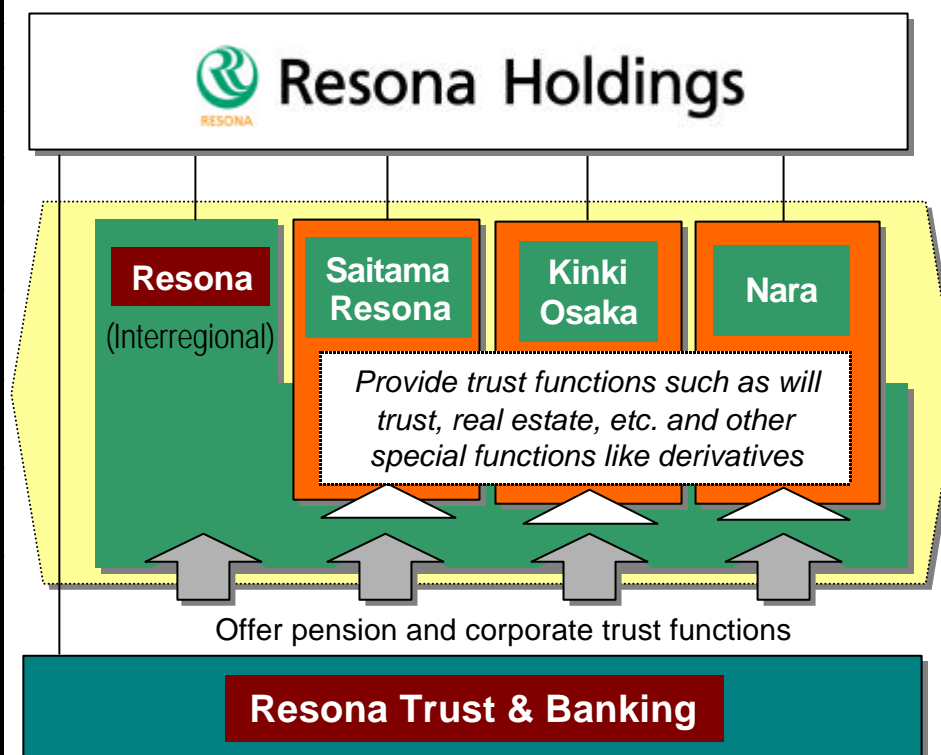 Resona Holdings
RESONA
Resona
(Interregional)
Saitama
Resona
Kinki
Osaka
Nara
Provide trust functions such as will
trust, real estate, etc. and other
special functions like derivatives
Offer pension and corporate trust functions
Resona Trust & Banking